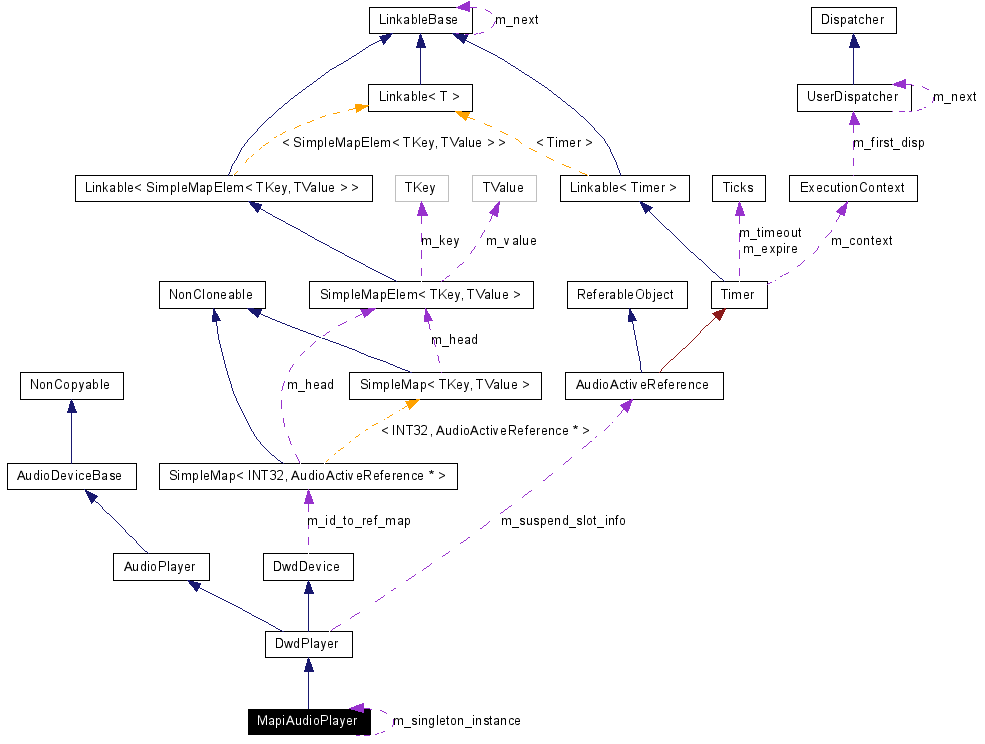 LinkableBase
m_next
Dispatcher
Linkable< T >
UserDispatcher
m_next
< SimpleMapElem< TKey, TValue > >
< Timer >
m_first_disp
Linkable< SimpleMapElem< TKey, TValue > >
TKey
TValue
Linkable< Timer >
Ticks
ExecutionContext
m_key
m_value
m_timeout
m_expire
m_context
NonCloneable
SimpleMapElem< TKey, TValue >
ReferableObject
Timer
m_head
NonCopyable
m_head
SimpleMap< TKey, TValue >
AudioActiveReference
< INT32, AudioActiveReference * >
AudioDeviceBase
SimpleMap< INT32, AudioActiveReference * >
m_id_to_ref_map
m_suspend_slot_info
AudioPlayer
DwdDevice
DwdPlayer
MapiAudioPlayer
m_singleton_instance